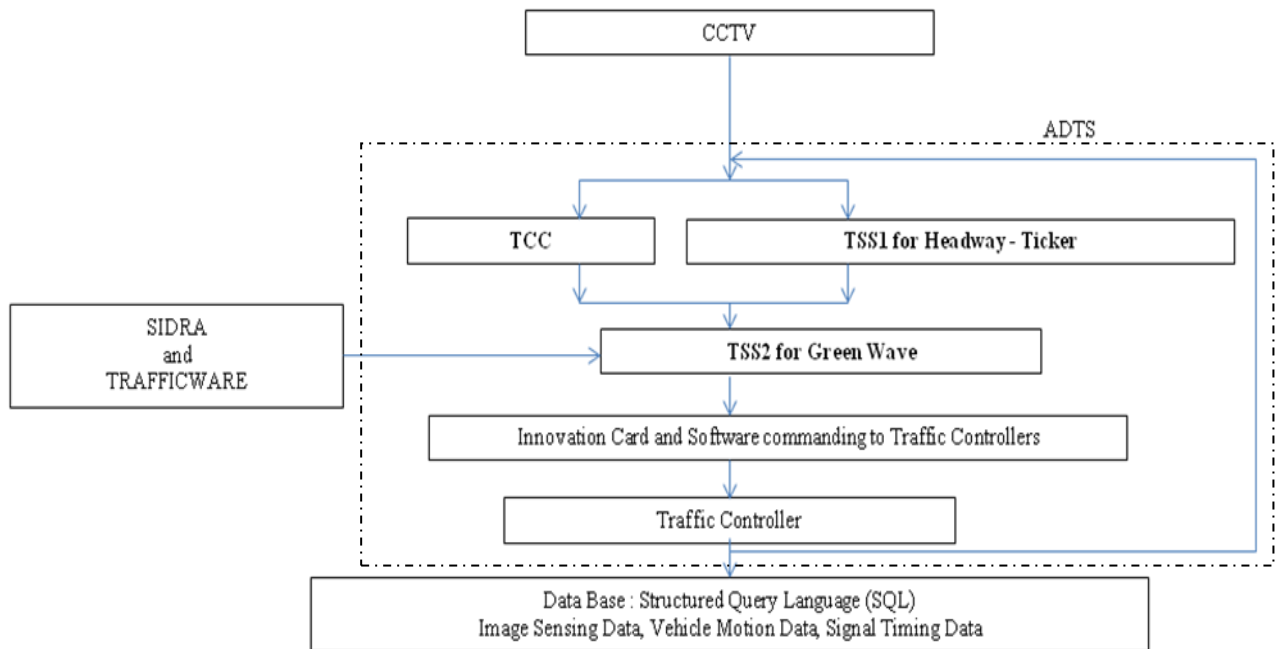 CCTV
ADTS
TCC
TSS1 for Headway - Ticker
SIDRA
and
TRAFFICWARE
TSS2 for Green Wave
Innovation Card and Software commanding to Traffic Controllers
Traffic Controller
Data Base : Structured Query Language (SQL)
Image Sensing Data, Vehicle Motion Data, Signal Timing Data